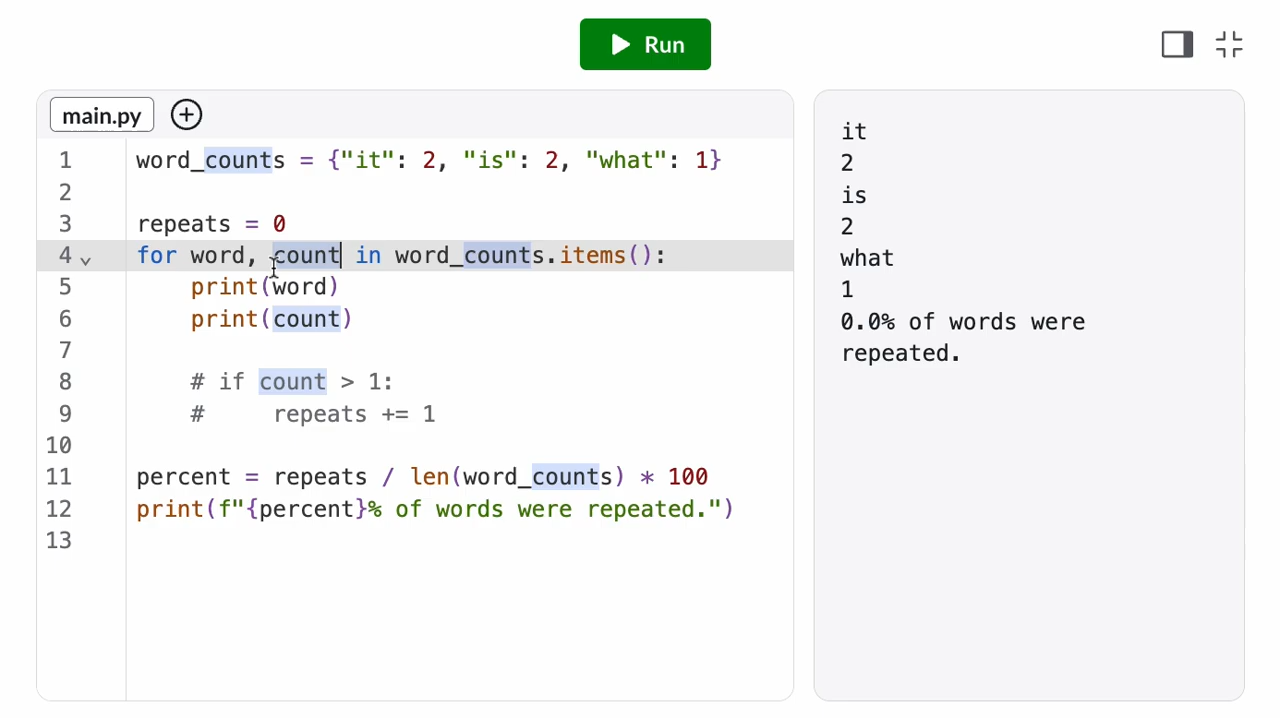 Run
main.py
1 word_counts = {"it": 2, "is": 2, "what": 1}
2
3 repeats = 0
4 for word, count in word_counts.items():
5     print(word)
6     print(count)
7
8     # if count > 1:
9     #     repeats += 1
10
11 percent = repeats / len(word_counts) * 100
12 print(f"{percent}% of words were repeated.")
13
it
2
is
2
what
1
0.0% of words were
repeated.